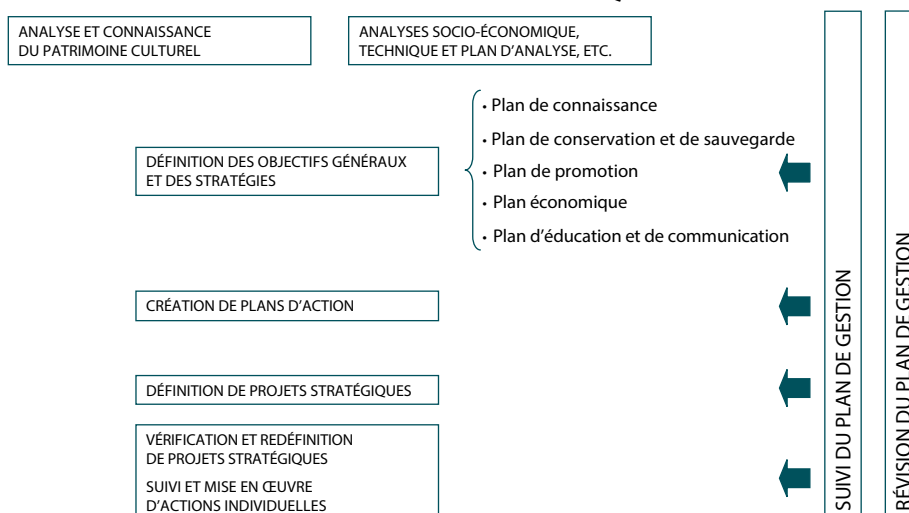 ANALYSE ET CONNAISSANCE
DU PATRIMOINE CULTUREL
ANALYSES SOCIO-ÉCONOMIQUE,
TECHNIQUE ET PLAN D’ANALYSE, ETC.
DÉFINITION DES OBJECTIFS GÉNÉRAUX
ET DES STRATÉGIES
• Plan de connaissance
• Plan de conservation et de sauvegarde
• Plan de promotion
• Plan économique
• Plan d’éducation et de communication
CRÉATION DE PLANS D’ACTION
DÉFINITION DE PROJETS STRATÉGIQUES
VÉRIFICATION ET REDÉFINITION
DE PROJETS STRATÉGIQUES
SUIVI ET MISE EN ŒUVRE
D’ACTIONS INDIVIDUELLES
SUIVI DU PLAN DE GESTION
RÉVISION DU PLAN DE GESTION